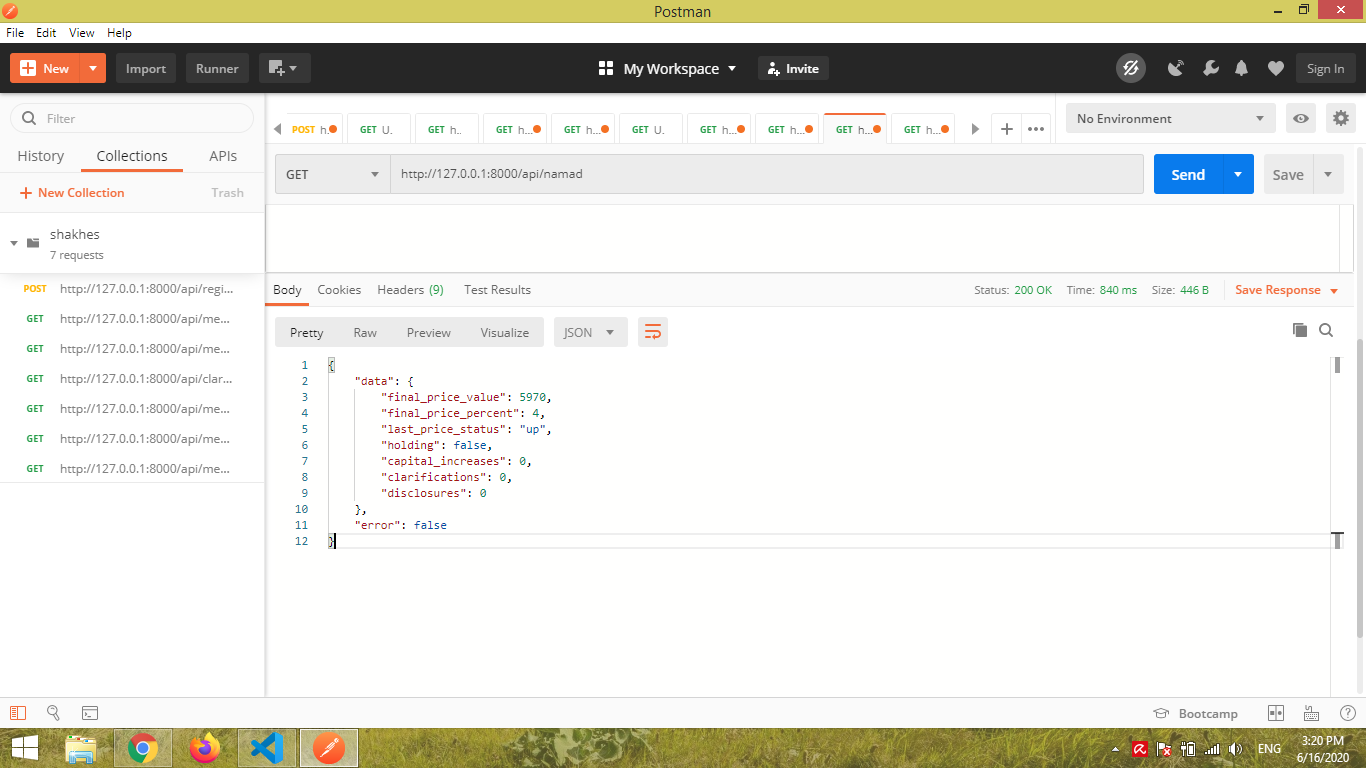 Postman
File Edit View Help
New Import Runner My Workspace Invite Sign In
Filter
History Collections APIs
New Collection Trash
shakhes
7 requests
POST http://127.0.0.1:8000/api/regi...
GET http://127.0.0.1:8000/api/me...
GET http://127.0.0.1:8000/api/me...
GET http://127.0.0.1:8000/api/clar...
GET http://127.0.0.1:8000/api/me...
GET http://127.0.0.1:8000/api/me...
GET http://127.0.0.1:8000/api/me...
POST h. GET U. GET h.. GET h... GET h... GET U. GET h... GET h... GET h... GET h...
No Environment
GET http://127.0.0.1:8000/api/namad Send Save
Body Cookies Headers (9) Test Results Status: 200 OK Time: 840 ms Size: 446 B Save Response
Pretty Raw Preview Visualize JSON
1 {
2 "data": {
3 "final_price_value": 5970,
4 "final_price_percent": 4,
5 "last_price_status": "up",
6 "holding": false,
7 "capital_increases": 0,
8 "clarifications": 0,
9 "disclosures": 0
10 },
11 "error": false
12 }
Bootcamp
ENG
3:20 PM
6/16/2020